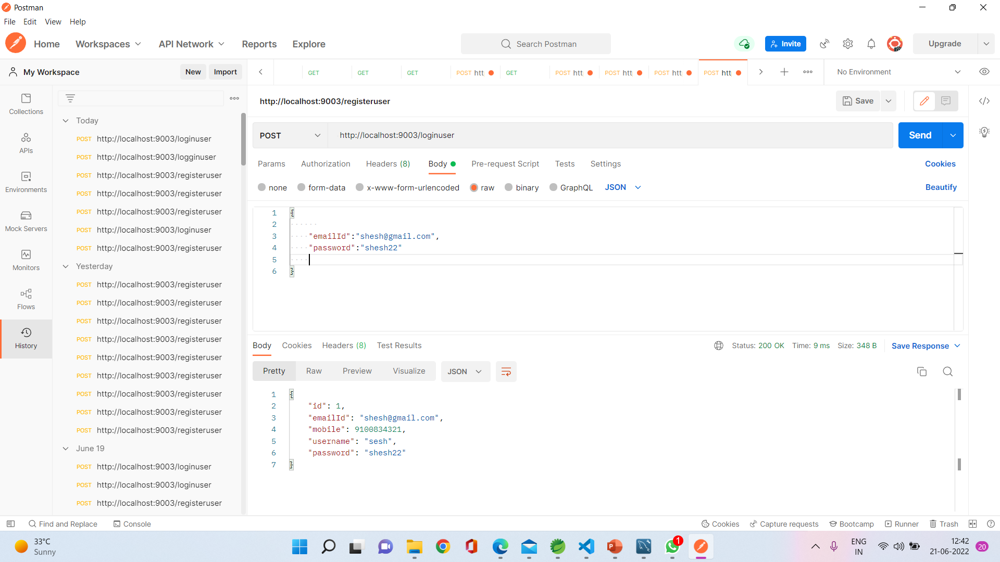 Postman
File Edit View Help
Home Workspaces API Network Reports Explore Search Postman Invite Upgrade
My Workspace New Import GET GET GET POST htt GET POST htt POST htt POST htt POST htt No Environment
http://localhost:9003/registeruser Save
POST http://localhost:9003/loginuser Send
Params Authorization Headers (8) Body Pre-request Script Tests Settings Cookies
none form-data x-www-form-urlencoded raw binary GraphQL JSON Beautify
1 {
2
3 "emailId":"shesh@gmail.com",
4 "password":"shesh22"
5
6 }
Body Cookies Headers (8) Test Results Status: 200 OK Time: 9 ms Size: 348 B Save Response
Pretty Raw Preview Visualize JSON
1 {
2 "id": 1,
3 "emailId": "shesh@gmail.com",
4 "mobile": 9100834321,
5 "username": "sesh",
6 "password": "shesh22"
7 }
Collections
APIs
Environments
Mock Servers
Monitors
Flows
History
Today
POST http://localhost:9003/loginuser
POST http://localhost:9003/logginuser
POST http://localhost:9003/registeruser
POST http://localhost:9003/registeruser
POST http://localhost:9003/registeruser
POST http://localhost:9003/loginuser
POST http://localhost:9003/registeruser
Yesterday
POST http://localhost:9003/registeruser
POST http://localhost:9003/registeruser
POST http://localhost:9003/registeruser
POST http://localhost:9003/registeruser
POST http://localhost:9003/registeruser
POST http://localhost:9003/registeruser
POST http://localhost:9003/registeruser
POST http://localhost:9003/registeruser
POST http://localhost:9003/registeruser
June 19
POST http://localhost:9003/loginuser
POST http://localhost:9003/loginuser
POST http://localhost:9003/registeruser
Find and Replace Console Cookies Capture requests Bootcamp Runner Trash
33°C
Sunny
1
ENG
IN
12:42
21-06-2022
20